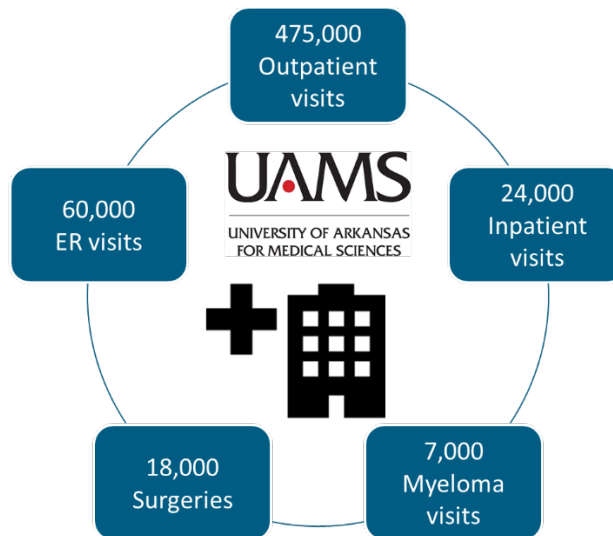 475,000
Outpatient
visits
UAMS
UNIVERSITY OF ARKANSAS
FOR MEDICAL SCIENCES
60,000
ER visits
24,000
Inpatient
visits
18,000
Surgeries
7,000
Myeloma
visits